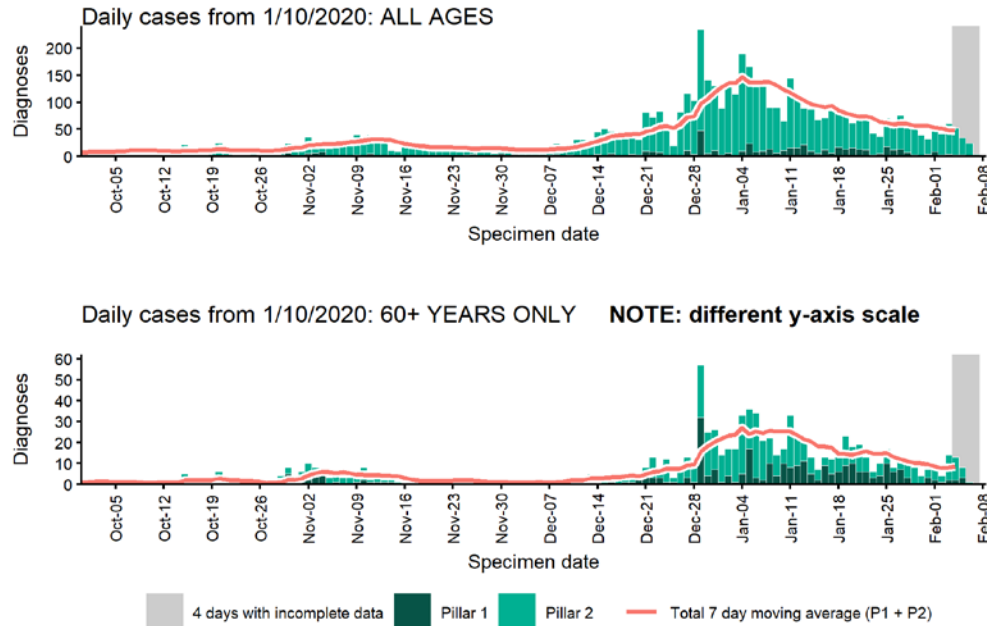 Daily cases from 1/10/2020: ALL AGES
Diagnoses
200
150
100
50
0
Oct-05
Oct-12
Oct-19
Oct-26
Nov-02
Nov-09
Nov-16
Nov-23
Nov-30
Dec-07
Dec-14
Dec-21
Dec-28
Jan-04
Jan-11
Jan-18
Jan-25
Feb-01
Feb-08
Specimen date
Daily cases from 1/10/2020: 60+ YEARS ONLY NOTE: different y-axis scale
Diagnoses
60
50
40
30
20
10
0
Oct-05
Oct-12
Oct-19
Oct-26
Nov-02
Nov-09
Nov-16
Nov-23
Nov-30
Dec-07
Dec-14
Dec-21
Dec-28
Jan-04
Jan-11
Jan-18
Jan-25
Feb-01
Feb-08
Specimen date
4 days with incomplete data
Pillar 1
Pillar 2
Total 7 day moving average (P1 + P2)